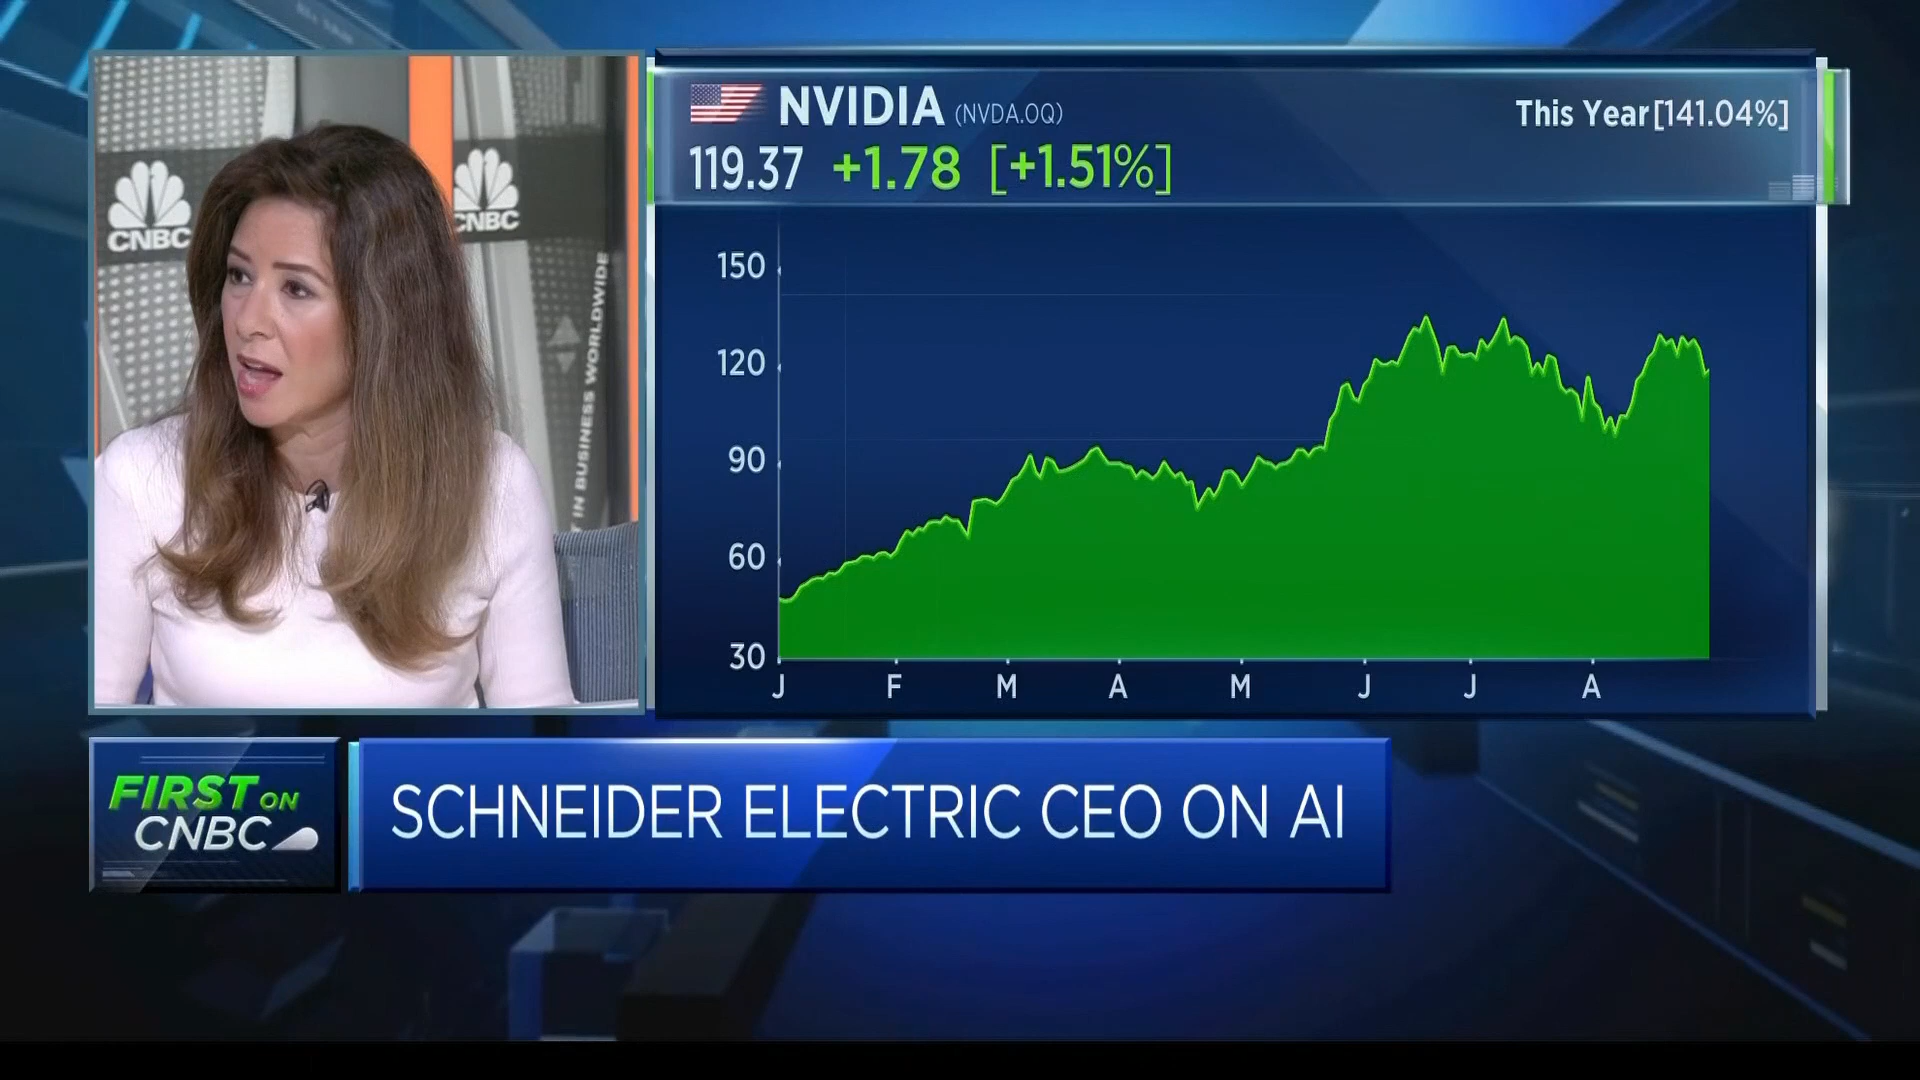 CNBC
CNBC
T IN BUSINESS WORLDWIDE
NVIDIA (NVDA.OQ)
This Year[141.04%]
119.37 +1.78 [+1.51%]
150
120
90
60
30
J F M A M J J A
FIRST ON
CNBC
SCHNEIDER ELECTRIC CEO ON AI